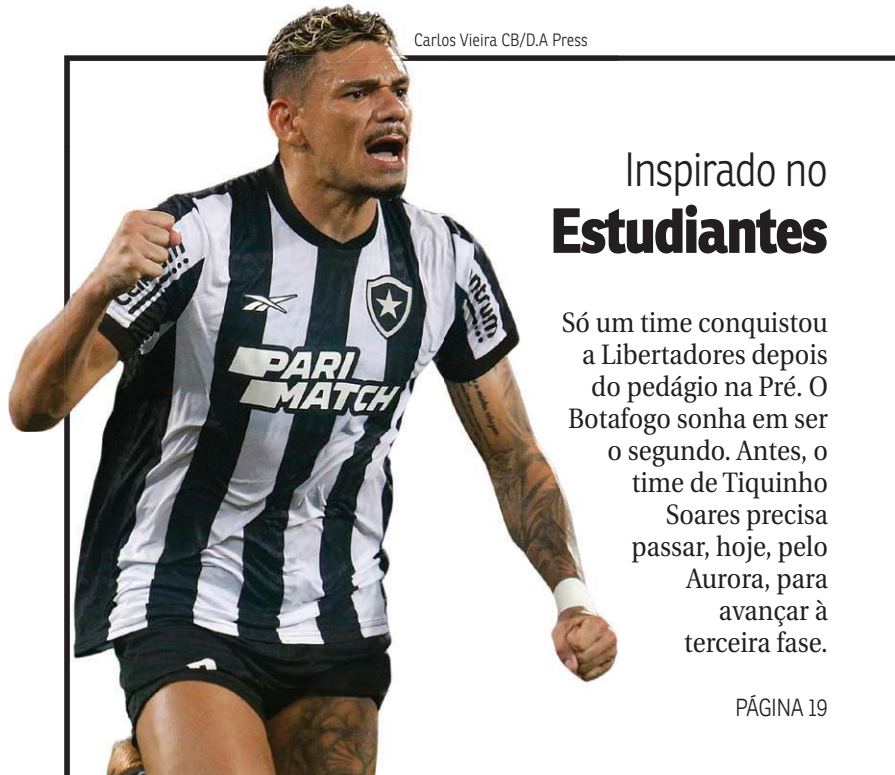 Carlos Vieira CB/D.A Press
Inspirado no
Estudiantes
Só um time conquistou
a Libertadores depois
do pedágio na Pré. O
Botafogo sonha em ser
o segundo. Antes, o
time de Tiquinho
Soares precisa
passar, hoje, pelo
Aurora, para
avançar à
terceira fase.
PÁGINA 19
PARI
MATCH